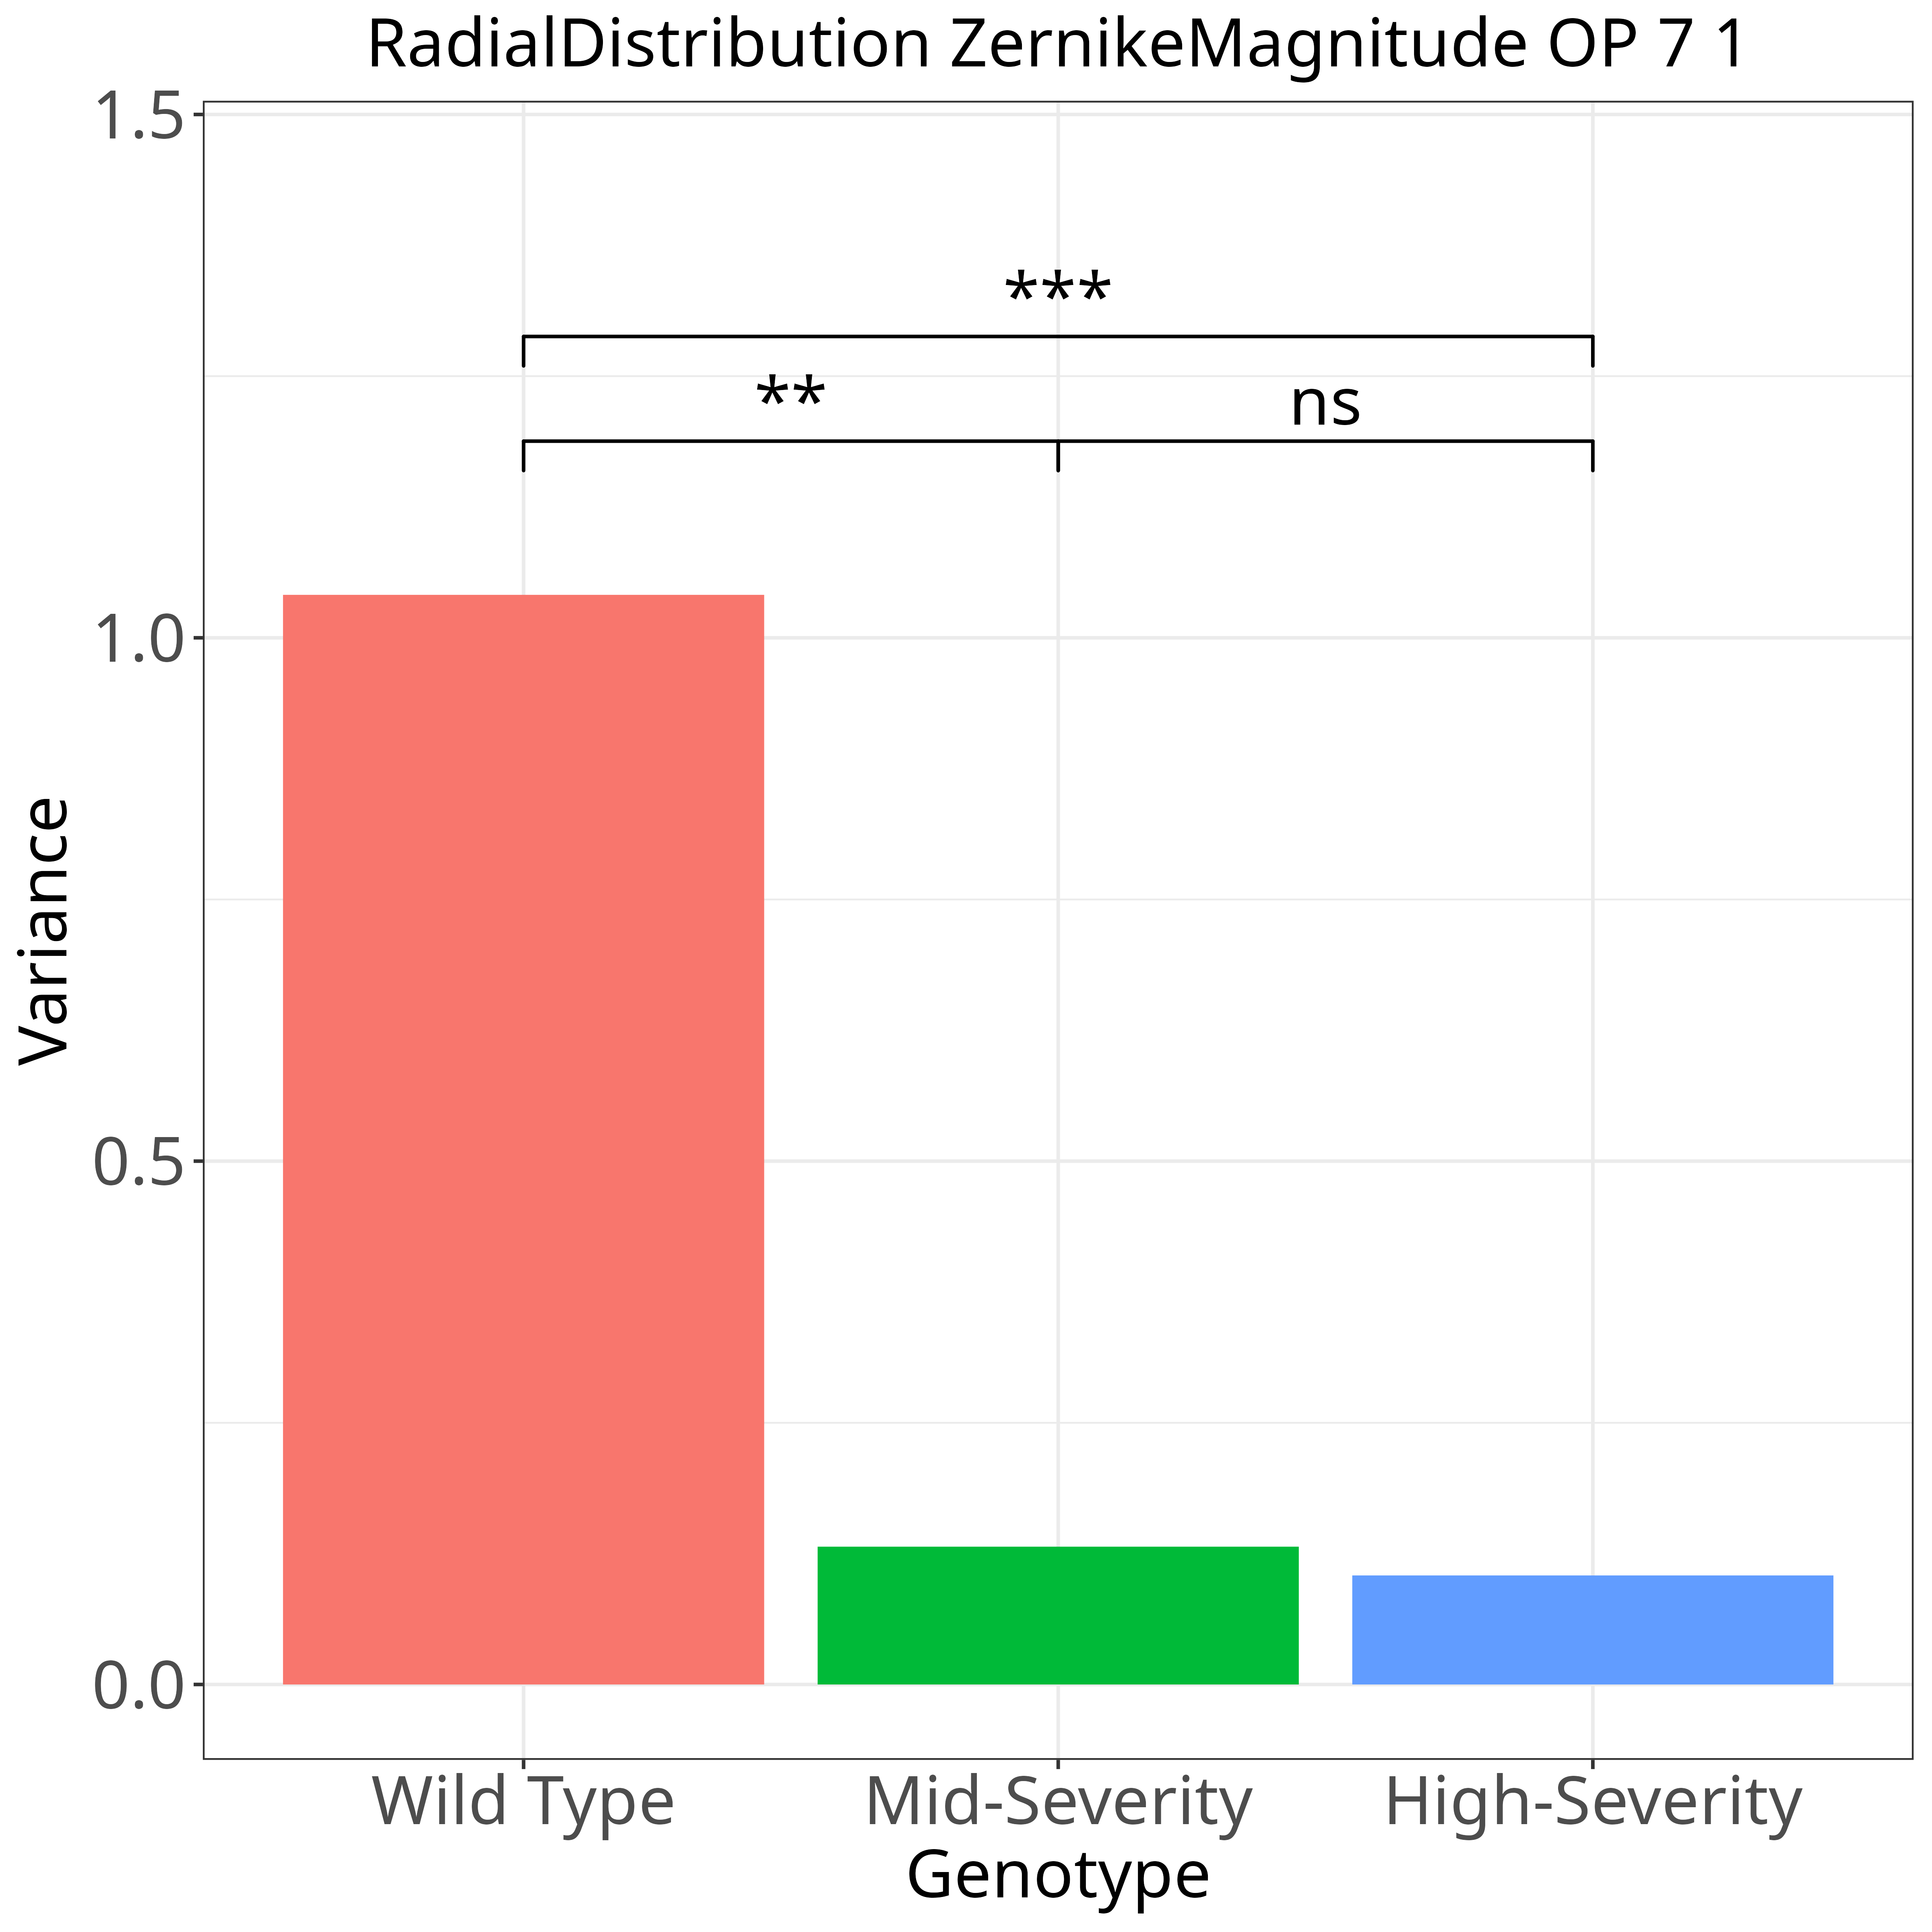 RadialDistribution ZernikeMagnitude OP 7 1
1.5
***
**
ns
1.0
Variance
0.5
0.0
Wild Type Mid-Severity High-Severity
Genotype